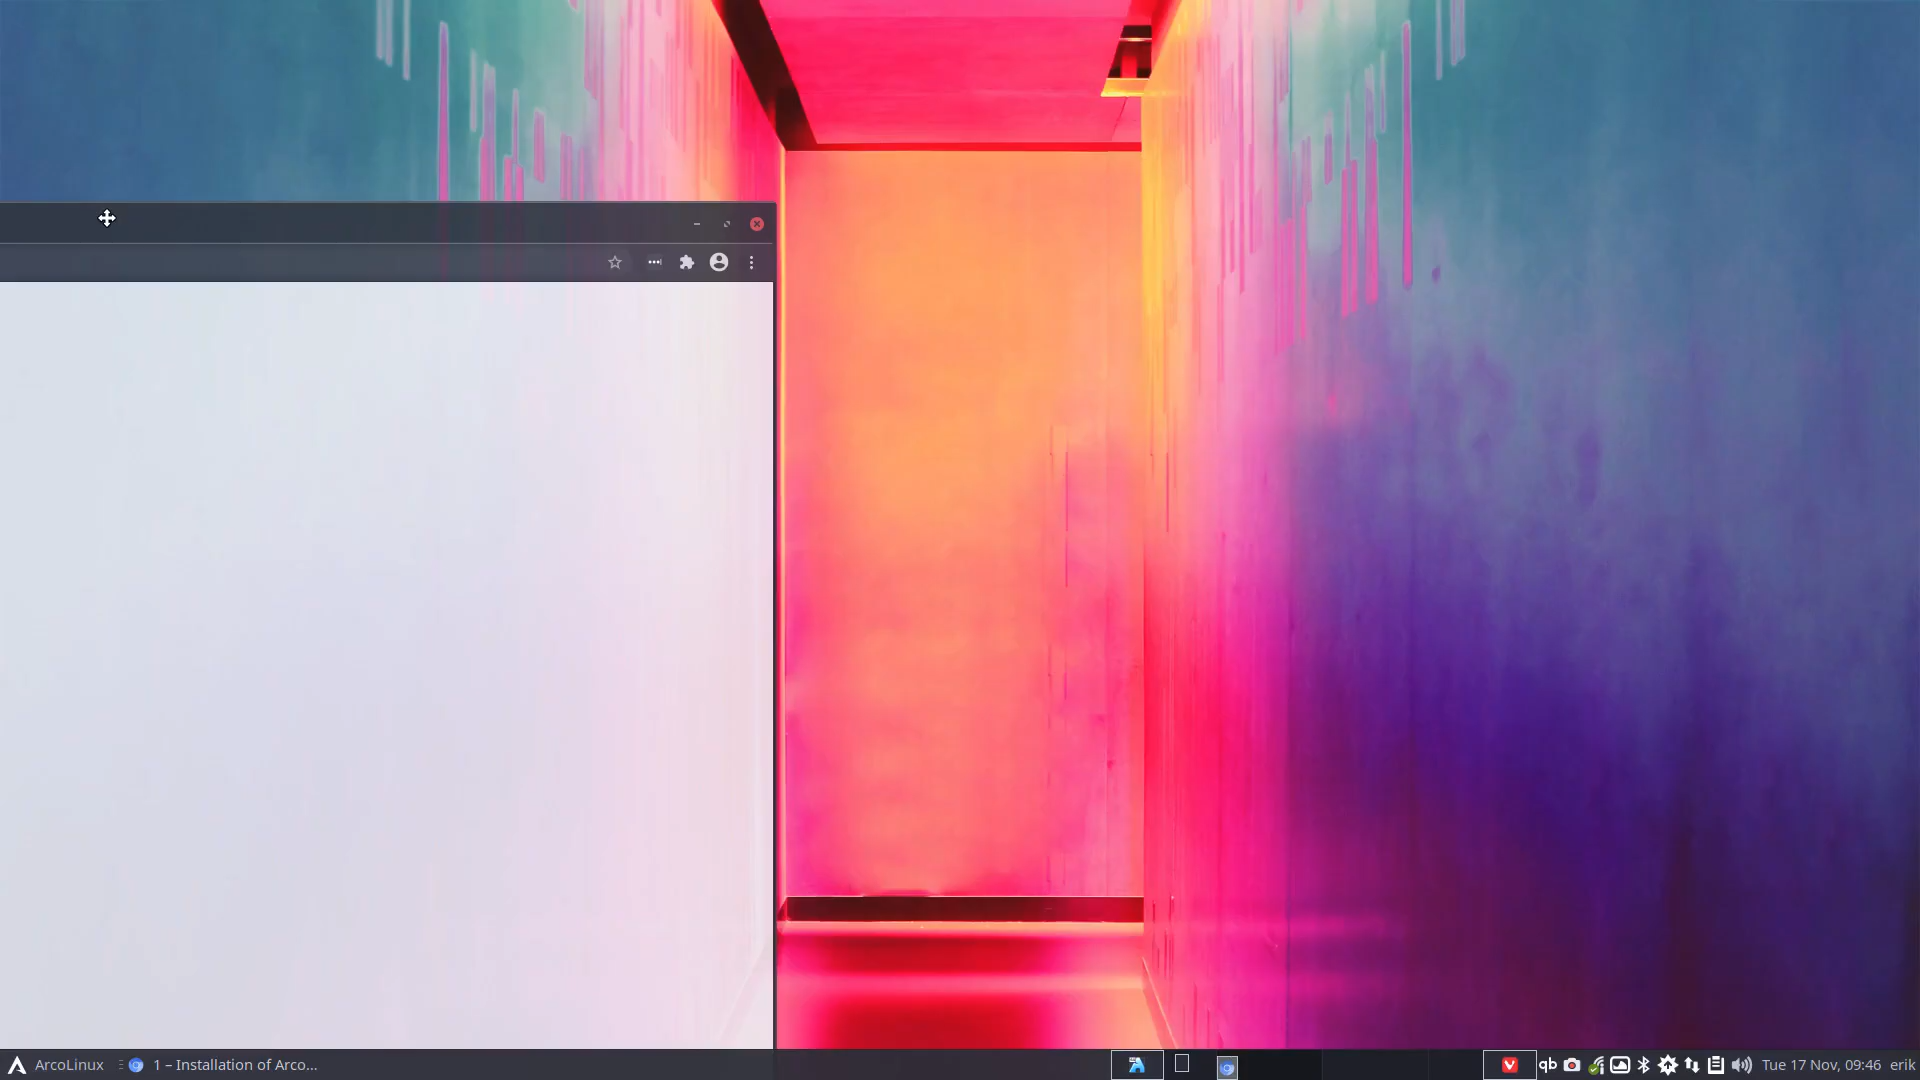 ArcoLinux
1 – Installation of Arco...
qb
Tue 17 Nov, 09:46
erik